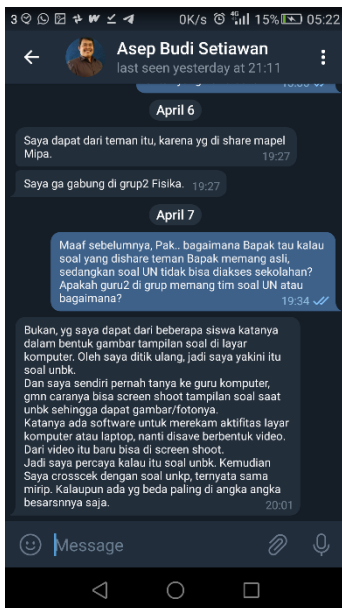 3
0K/s 4G 15% 05:22
Asep Budi Setiawan
last seen yesterday at 21:11
April 6
Saya dapat dari teman itu, karena yg di share mapel
Mipa.
19:27
Saya ga gabung di grup2 Fisika. 19:27
April 7
Maaf sebelumnya, Pak.. bagaimana Bapak tau kalau
soal yang dishare teman Bapak memang asli,
sedangkan soal UN tidak bisa diakses sekolahan?
Apakah guru2 di grup memang tim soal UN atau
bagaimana?
19:34
Bukan, yg saya dapat dari beberapa siswa katanya
dalam bentuk gambar tampilan soal di layar
komputer. Oleh saya ditik ulang, jadi saya yakini itu
soal unbk.
Dan saya sendiri pernah tanya ke guru komputer,
gmn caranya bisa screen shoot tampilan soal saat
unbk sehingga dapat gambar/fotonya.
Katanya ada software untuk merekam aktifitas layar
komputer atau laptop, nanti disave berbentuk video.
Dari video itu baru bisa di screen shoot.
Jadi saya percaya kalau itu soal unbk. Kemudian
Saya crosscek dengan soal unkp, ternyata sama
mirip. Kalaupun ada yg beda paling di angka angka
besarsnnya saja.
20:01
Message